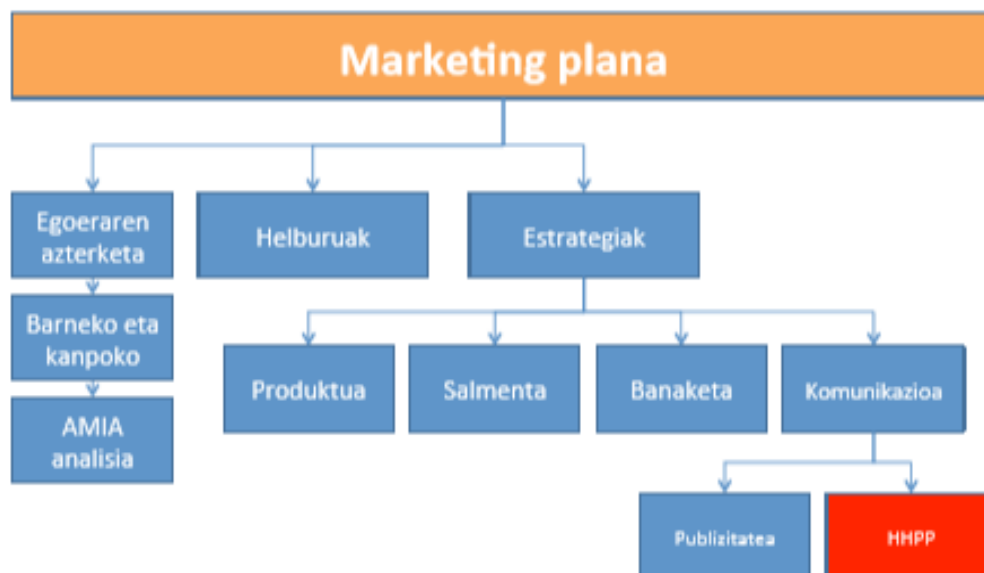 Marketing plana
Egoeraren
azterketa
Helburuak
Estrategiak
Barneko eta
kanpoko
AMIA
analisia
Produktua
Salmenta
Banaketa
Komunikazioa
Publizitatea
HHPP